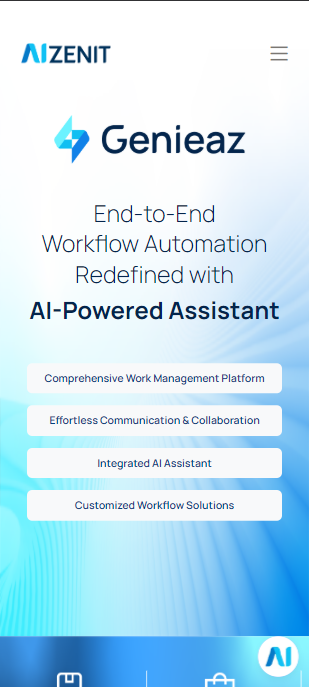 AIZENIT
Genieaz
End-to-End
Workflow Automation
Redefined with
AI-Powered Assistant
Comprehensive Work Management Platform
Effortless Communication & Collaboration
Integrated AI Assistant
Customized Workflow Solutions
AI